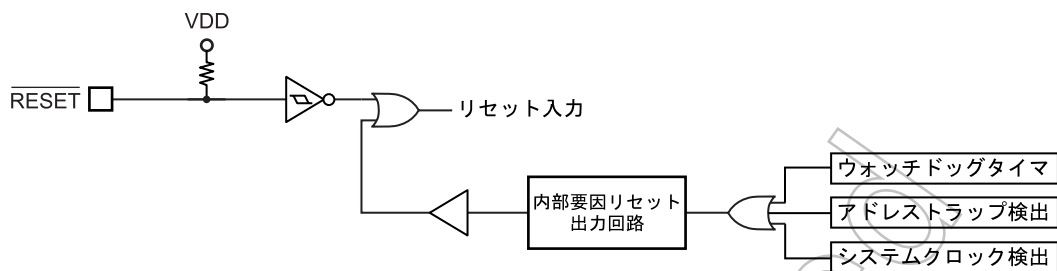 VDD
RESET
リセット入力
内部要因リセット
出力回路
ウォッチドッグタイマ
アドレストラップ検出
システムクロック検出